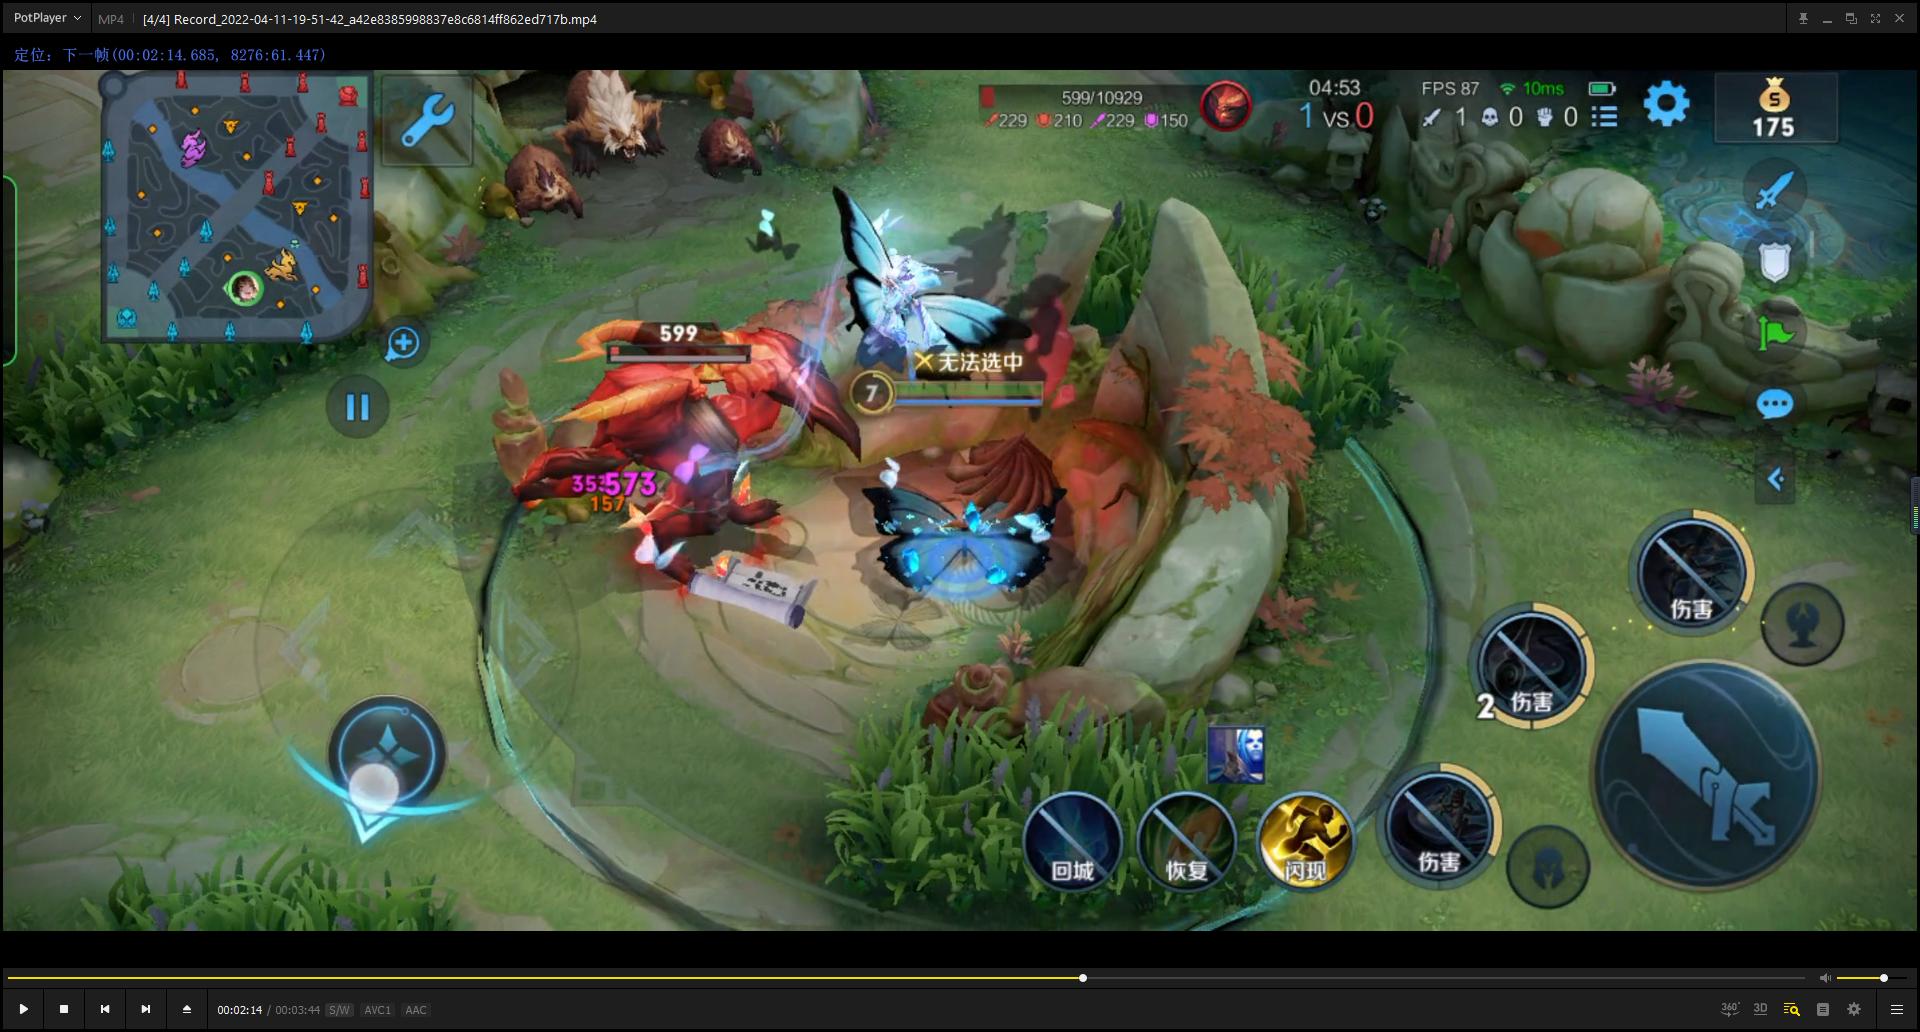 PotPlayer MP4 [4/4] Record_2022-04-11-19-51-42_a42e8385998837e8c6814ff862ed717b.mp4
定位：下一帧(00:02:14.685, 8276:61.447)
599/10929
229 210 229 150
04:53
1 VS 0
FPS 87 10ms
1 0 0
S
175
599
无法选中
7
353 573
157
伤害
2 伤害
伤害
回城 恢复 闪现
00:02:14 / 00:03:44 S/W AVC1 AAC
360° 3D